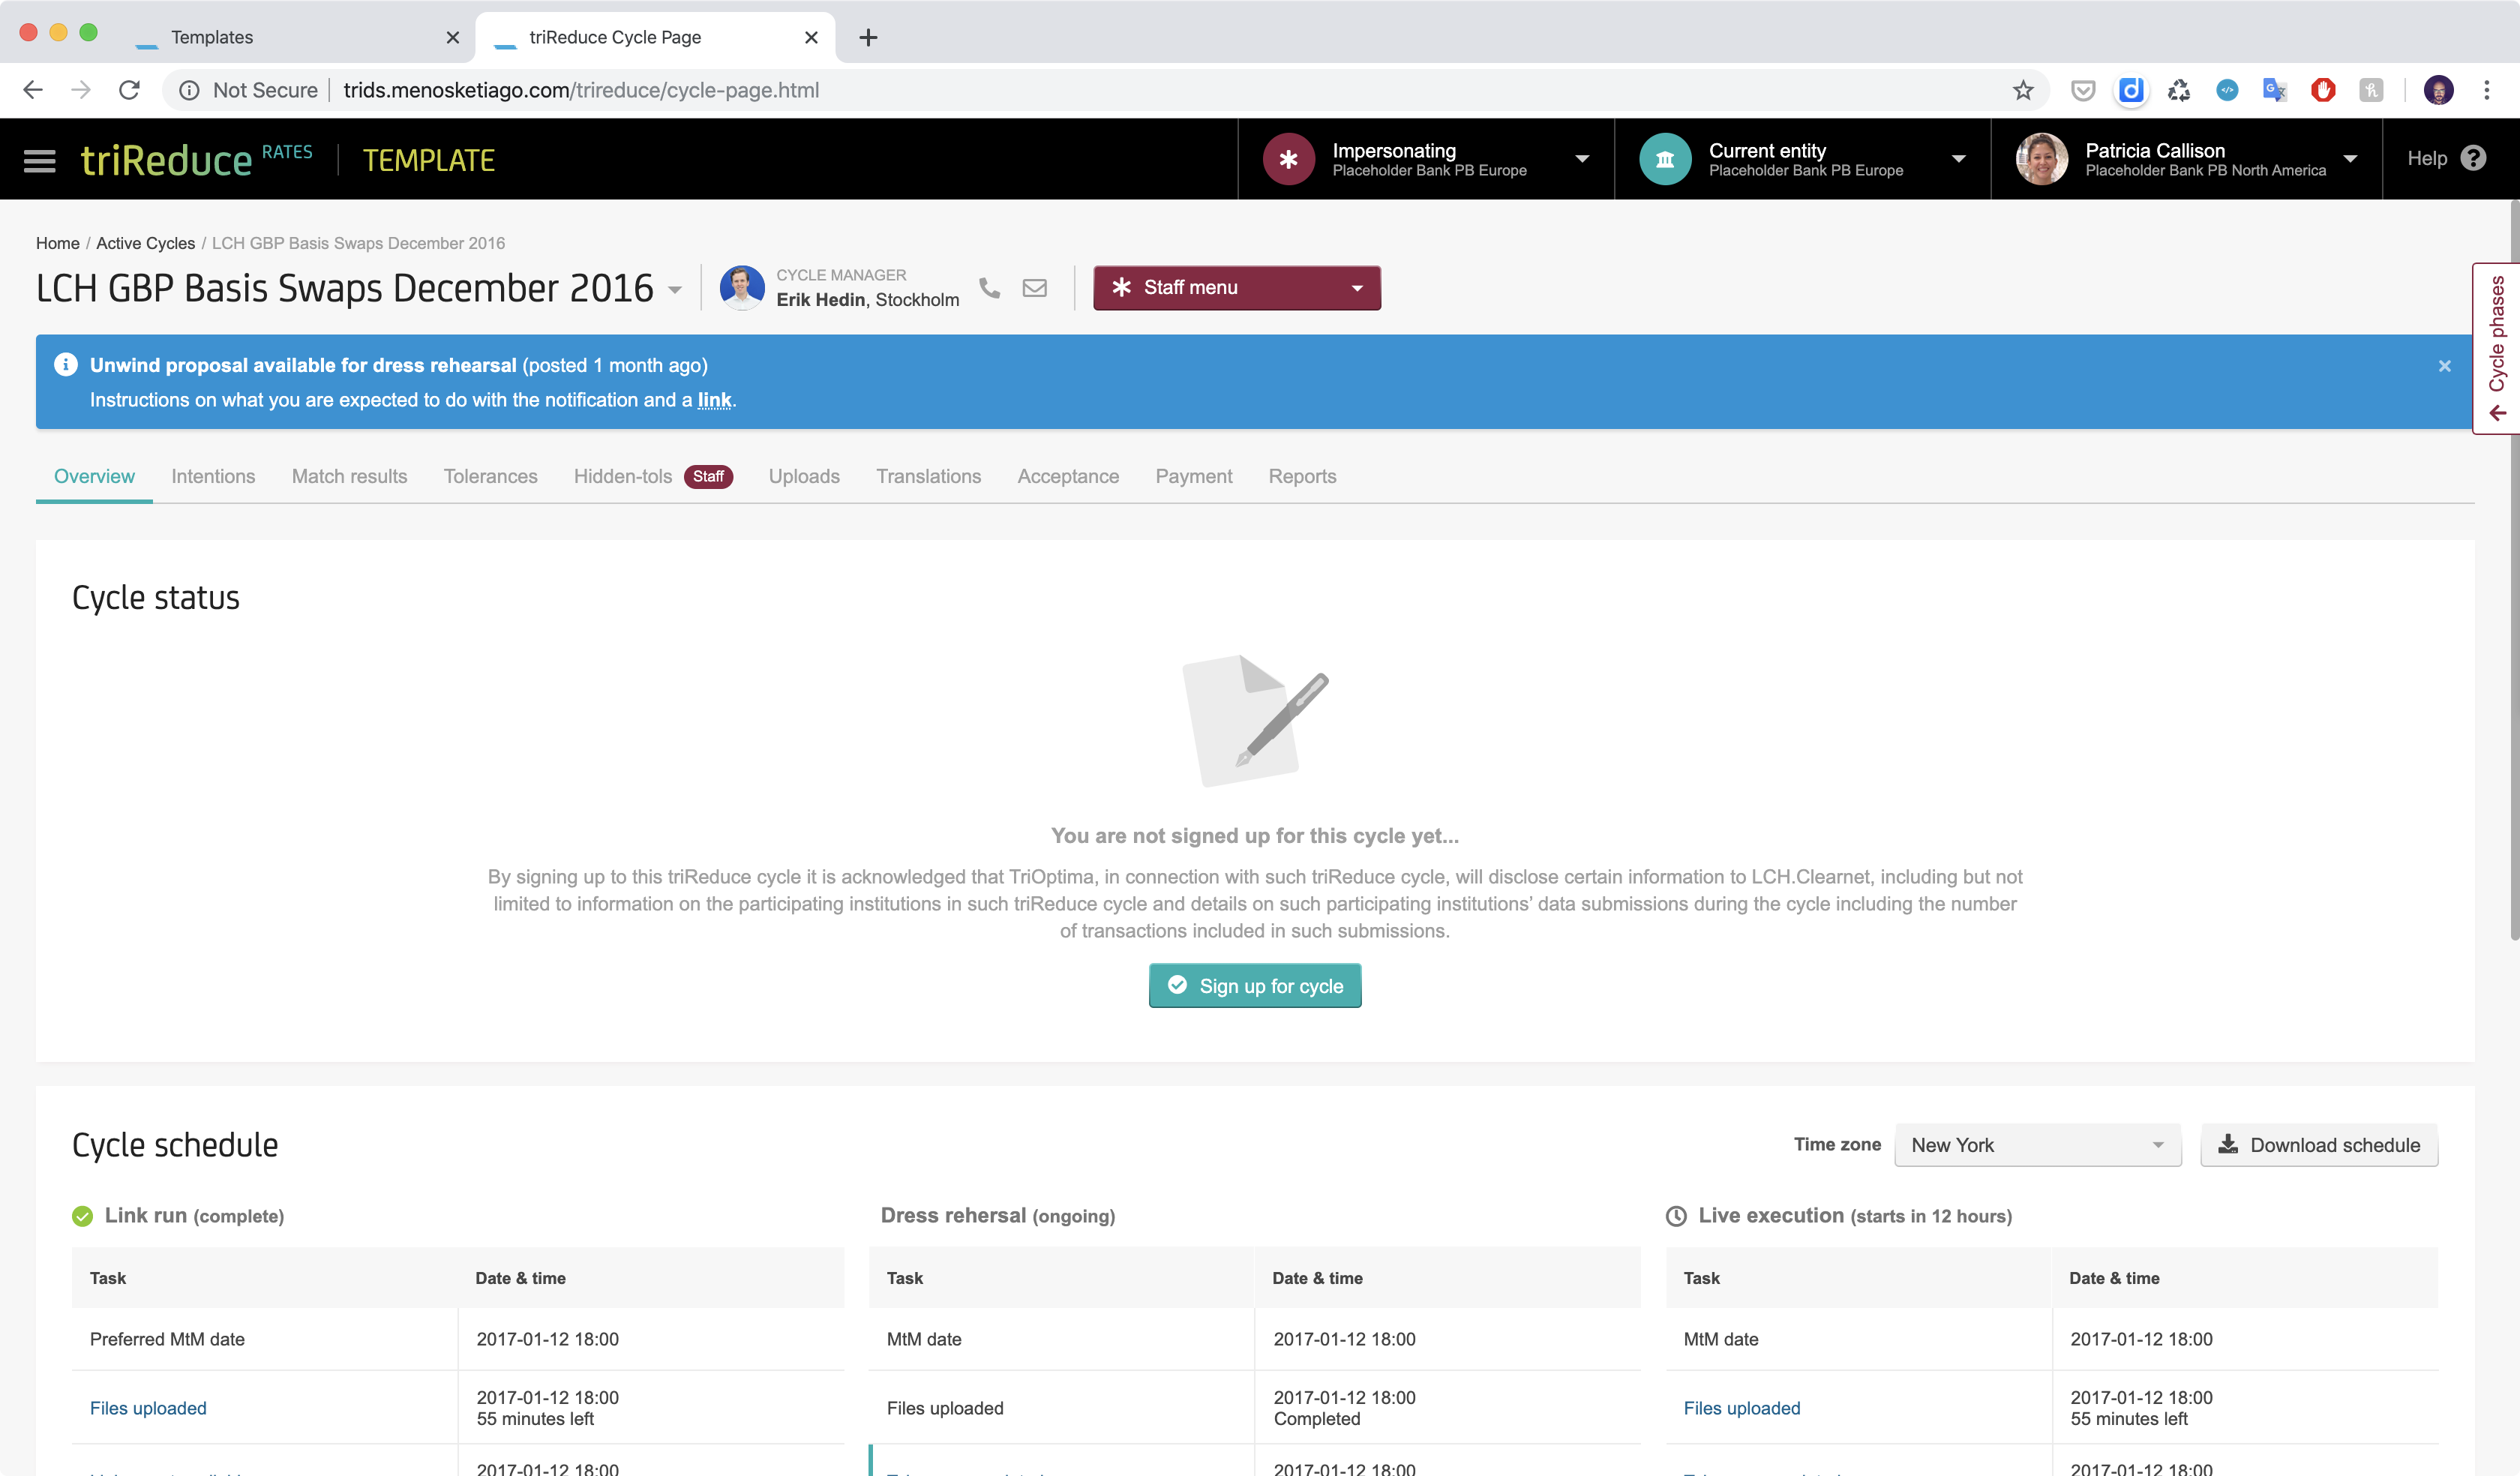 Templates
triReduce Cycle Page
Not Secure
trids.menosketiago.com/trireduce/cycle-page.html
triReduce RATES
TEMPLATE
Impersonating
Placeholder Bank PB Europe
Current entity
Placeholder Bank PB Europe
Patricia Callison
Placeholder Bank PB North America
Help
Home / Active Cycles / LCH GBP Basis Swaps December 2016
LCH GBP Basis Swaps December 2016
CYCLE MANAGER
Erik Hedin, Stockholm
Staff menu
Cycle phases
Unwind proposal available for dress rehearsal (posted 1 month ago)
Instructions on what you are expected to do with the notification and a link.
Overview
Intentions
Match results
Tolerances
Hidden-tols Staff
Uploads
Translations
Acceptance
Payment
Reports
Cycle status
You are not signed up for this cycle yet...
By signing up to this triReduce cycle it is acknowledged that TriOptima, in connection with such triReduce cycle, will disclose certain information to LCH.Clearnet, including but not
limited to information on the participating institutions in such triReduce cycle and details on such participating institutions’ data submissions during the cycle including the number
of transactions included in such submissions.
Sign up for cycle
Cycle schedule
Time zone
New York
Download schedule
Link run (complete)
Task
Date & time
Preferred MtM date
2017-01-12 18:00
Files uploaded
2017-01-12 18:00
55 minutes left
2017-01-12 18:00
Dress rehersal (ongoing)
Task
Date & time
MtM date
2017-01-12 18:00
Files uploaded
2017-01-12 18:00
Completed
2017-01-12 18:00
Live execution (starts in 12 hours)
Task
Date & time
MtM date
2017-01-12 18:00
Files uploaded
2017-01-12 18:00
55 minutes left
2017-01-12 18:00